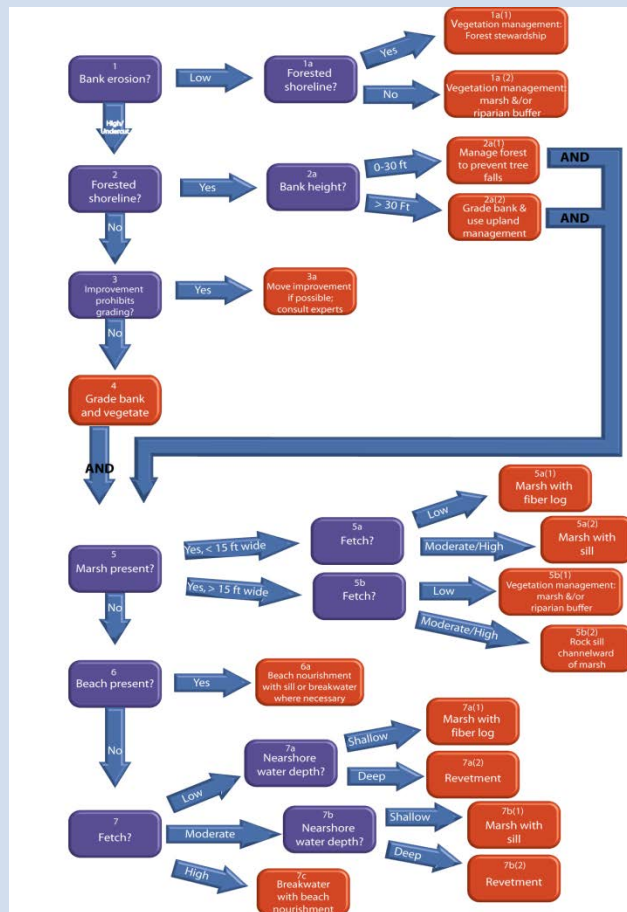 1a(1)
Vegetation management:
Forest stewardship
Yes
1
Bank erosion?
Low
1a
Forested
shoreline?
No
1a (2)
Vegetation management:
marsh &/or
riparian buffer
High/
Undercut
2
Forested
shoreline?
Yes
2a
Bank height?
0-30 ft
2a(1)
Manage forest
to prevent tree
falls
AND
> 30 Ft
2a(2)
Grade bank &
use upland
management
AND
No
3
Improvement
prohibits
grading?
Yes
3a
Move improvement
if possible;
consult experts
No
4
Grade bank
and vegetate
AND
5
Marsh present?
Yes, < 15 ft wide
5a
Fetch?
Low
5a(1)
Marsh with
fiber log
Moderate/High
5a(2)
Marsh with
sill
Yes, > 15 ft wide
5b
Fetch?
Low
5b(1)
Vegetation management:
marsh &/or
riparian buffer
Moderate/High
5b(2)
Rock sill
channelward
of marsh
No
6
Beach present?
Yes
6a
Beach nourishment
with sill or breakwater
where necessary
No
7
Fetch?
Low
7a
Nearshore
water depth?
Shallow
7a(1)
Marsh with
fiber log
Deep
7a(2)
Revetment
Moderate
7b
Nearshore
water depth?
Shallow
7b(1)
Marsh with
sill
Deep
7b(2)
Revetment
High
7c
Breakwater
with beach
nourishment